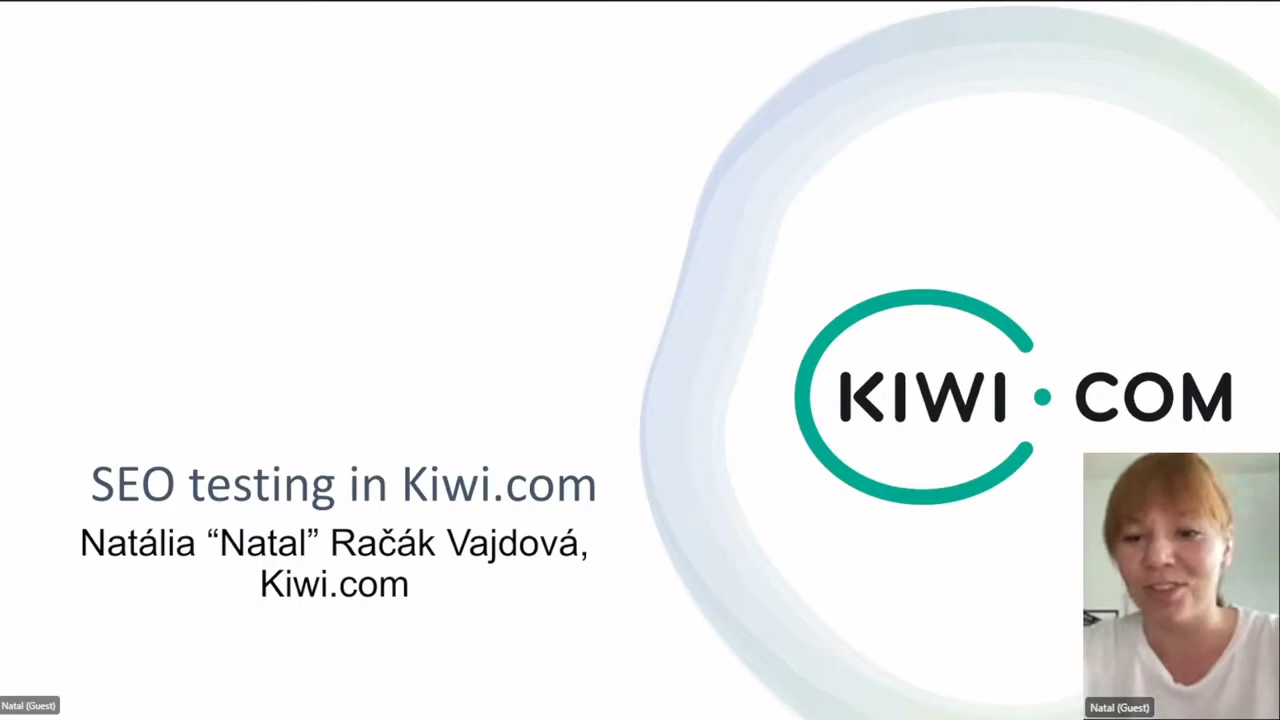 KIWI.COM
SEO testing in Kiwi.com
Natália “Natal” Račák Vajdová,
Kiwi.com
Natal (Guest)
Natal (Guest)